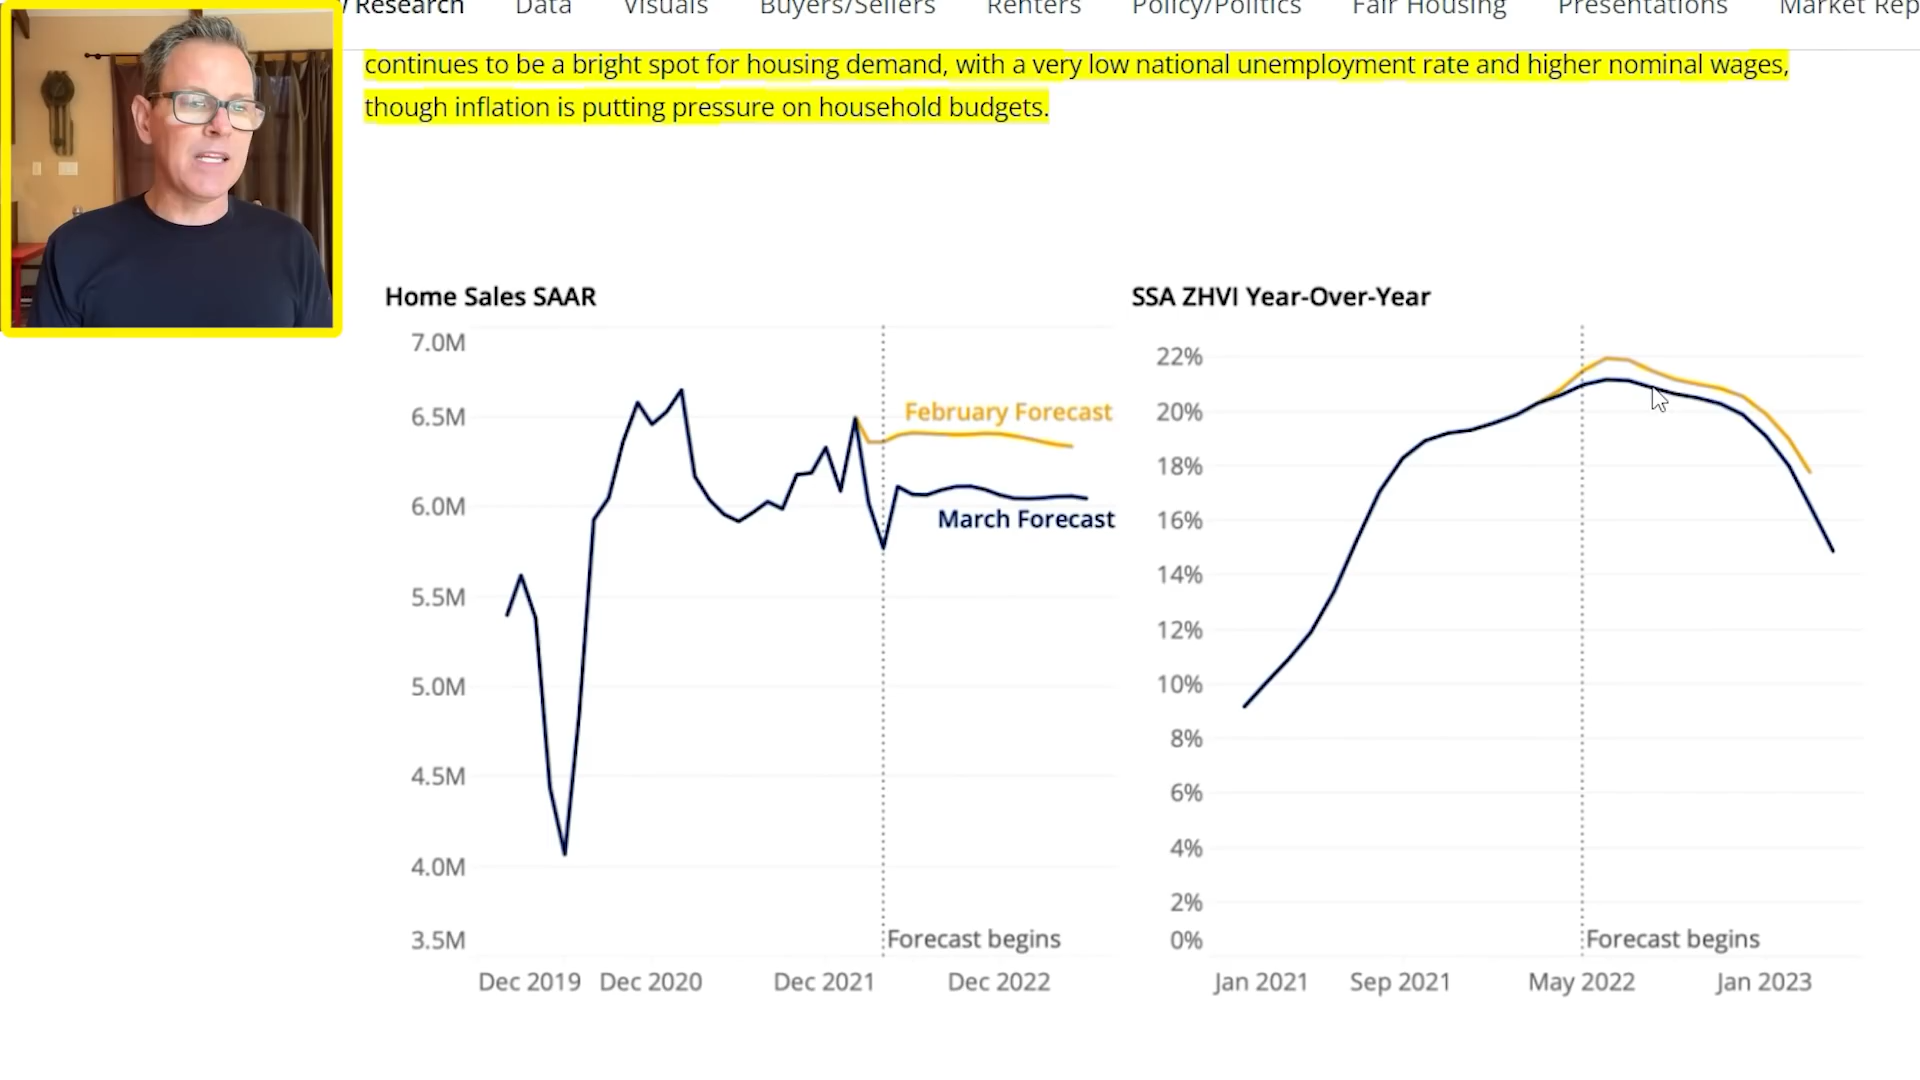 Research Data Visuals Buyers/Sellers Renters Policy/Politics Fair Housing Presentations Market Rep
continues to be a bright spot for housing demand, with a very low national unemployment rate and higher nominal wages,
though inflation is putting pressure on household budgets.
Home Sales SAAR
7.0M
6.5M
6.0M
5.5M
5.0M
4.5M
4.0M
3.5M
February Forecast
March Forecast
Forecast begins
Dec 2019 Dec 2020 Dec 2021 Dec 2022
SSA ZHVI Year-Over-Year
22%
20%
18%
16%
14%
12%
10%
8%
6%
4%
2%
0%
Forecast begins
Jan 2021 Sep 2021 May 2022 Jan 2023